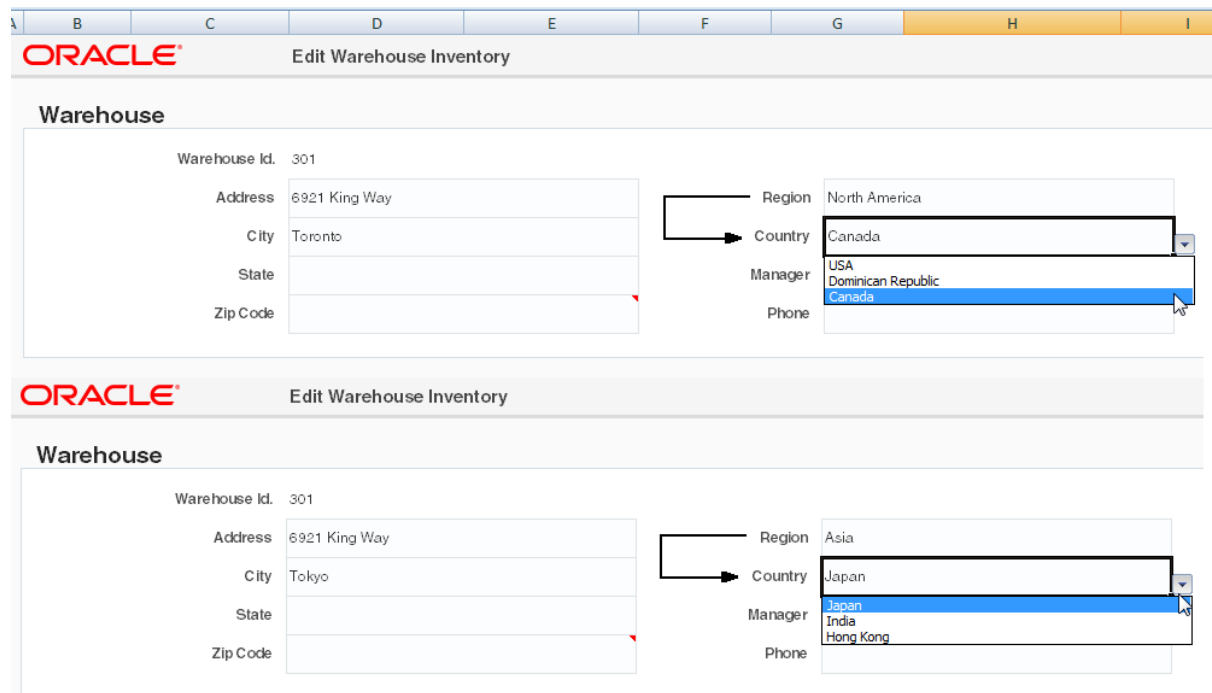 A B C D E F G H I
ORACLE® Edit Warehouse Inventory
Warehouse
Warehouse Id. 301
Address 6921 King Way Region North America
City Toronto Country Canada
State Manager USA
Dominican Republic
Canada
Zip Code Phone
ORACLE® Edit Warehouse Inventory
Warehouse
Warehouse Id. 301
Address 6921 King Way Region Asia
City Tokyo Country Japan
State Manager Japan
India
Hong Kong
Zip Code Phone